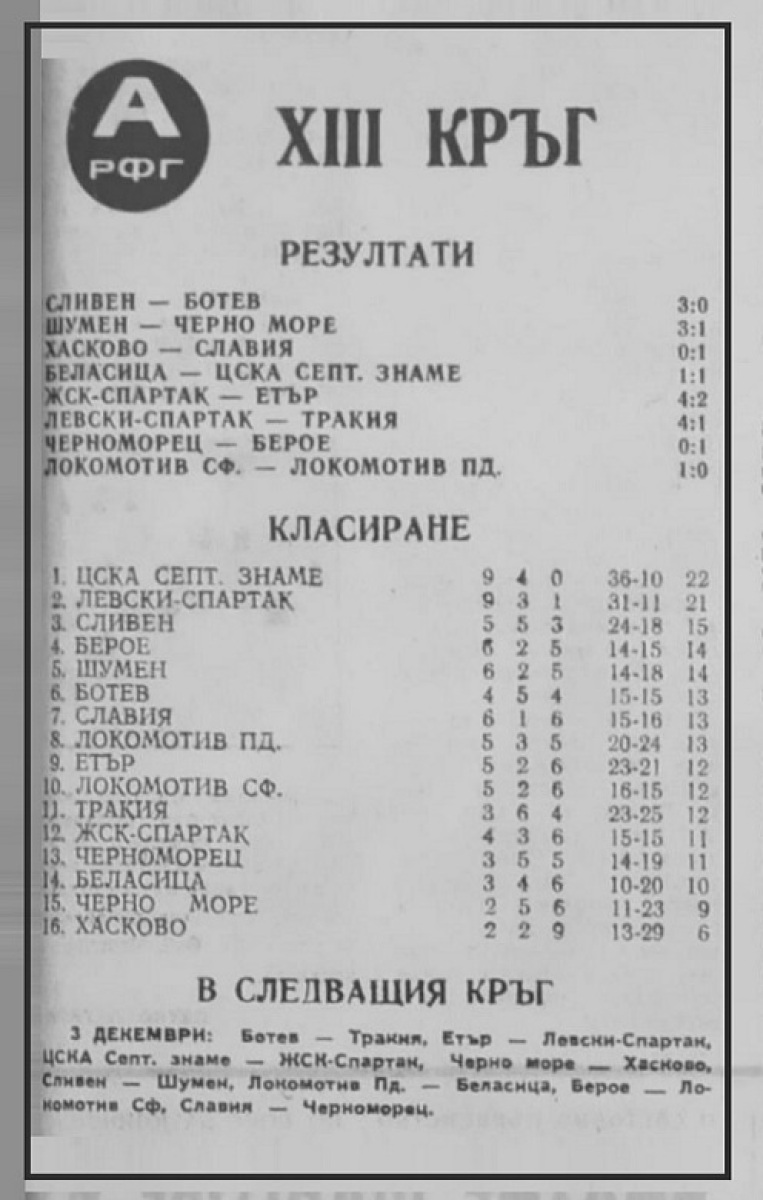 А
РФГ
XIII КРЪГ
РЕЗУЛТАТИ
СЛИВЕН — БОТЕВ 3:0
ШУМЕН — ЧЕРНО МОРЕ 3:1
ХАСКОВО — СЛАВИЯ 0:1
БЕЛАСИЦА — ЦСКА СЕПТ. ЗНАМЕ 1:1
ЖСК-СПАРТАК — ЕТЪР 4:2
ЛЕВСКИ-СПАРТАК — ТРАКИЯ 4:1
ЧЕРНОМОРЕЦ — БЕРОЕ 0:1
ЛОКОМОТИВ СФ. — ЛОКОМОТИВ ПД. 1:0
КЛАСИРАНЕ
1. ЦСКА СЕПТ. ЗНАМЕ 9 4 0 36-10 22
2. ЛЕВСКИ-СПАРТАК 9 3 1 31-11 21
3. СЛИВЕН 5 5 3 24-18 15
4. БЕРОЕ 6 2 5 14-15 14
5. ШУМЕН 6 2 5 14-18 14
6. БОТЕВ 4 5 4 15-15 13
7. СЛАВИЯ 6 1 6 15-16 13
8. ЛОКОМОТИВ ПД. 5 3 5 20-24 13
9. ЕТЪР 5 2 6 23-21 12
10. ЛОКОМОТИВ СФ. 5 2 6 16-15 12
11. ТРАКИЯ 3 6 4 23-25 12
12. ЖСК-СПАРТАК 4 3 6 15-15 11
13. ЧЕРНОМОРЕЦ 3 5 5 14-19 11
14. БЕЛАСИЦА 3 4 6 10-20 10
15. ЧЕРНО МОРЕ 2 5 6 11-23 9
16. ХАСКОВО 2 2 9 13-29 6
В СЛЕДВАЩИЯ КРЪГ
3 ДЕКЕМВРИ: Ботев — Тракия, Етър — Левски-Спартак,
ЦСКА Септ. знаме — ЖСК-Спартак, Черно море — Хасково,
Сливен — Шумен, Локомотив Пд. — Беласица, Берое — Ло-
комотив Сф, Славия — Черноморец.